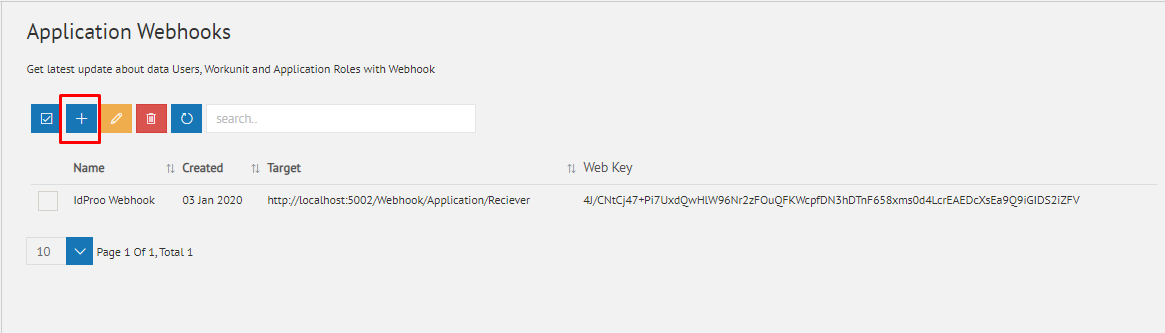 Application Webhooks
Get latest update about data Users, Workunit and Application Roles with Webhook
search..
Name Created Target Web Key
IdProo Webhook 03 Jan 2020 http://localhost:5002/Webhook/Application/Reciever 4J/CNtCj47+Pi7UxdQwHlW96Nr2zFOuQFKWcpfDN3hDTnF658xms0d4LcrEAEDcXsEa9Q9iGIDS2iZFV
10 Page 1 Of 1, Total 1